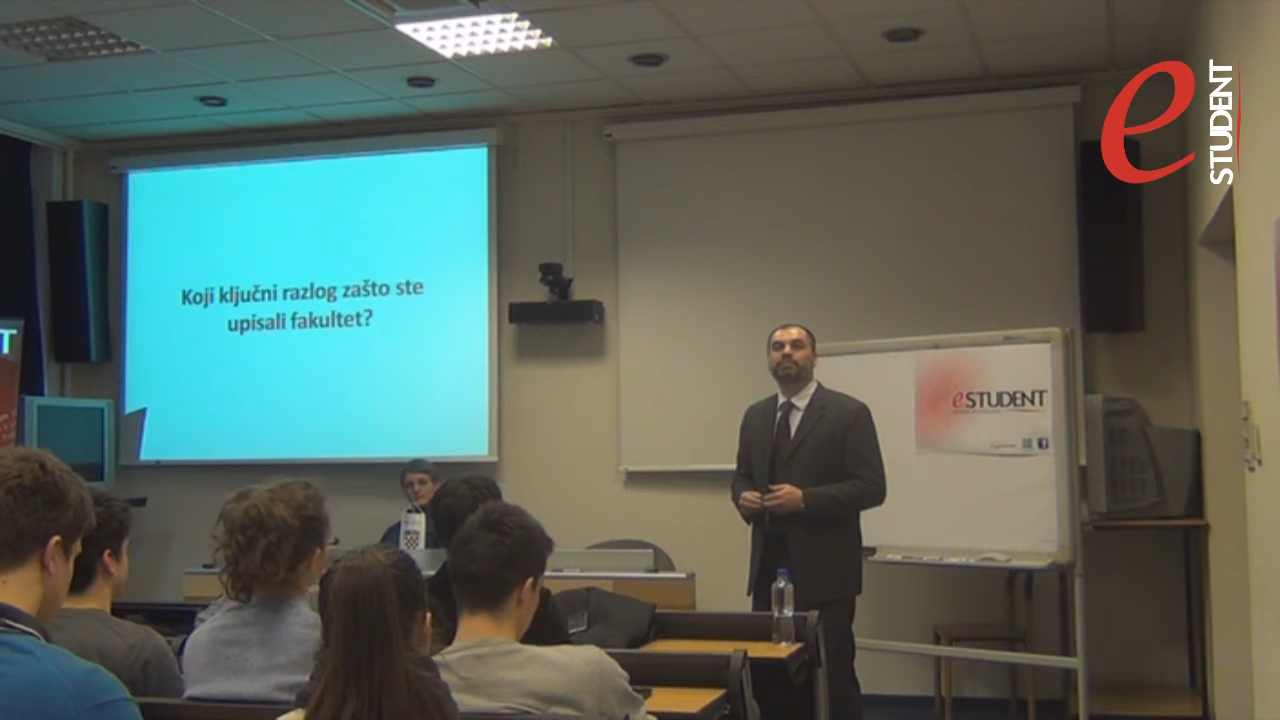 e STUDENT
Koji ključni razlog zašto ste
upisali fakultet?
eSTUDENT
T